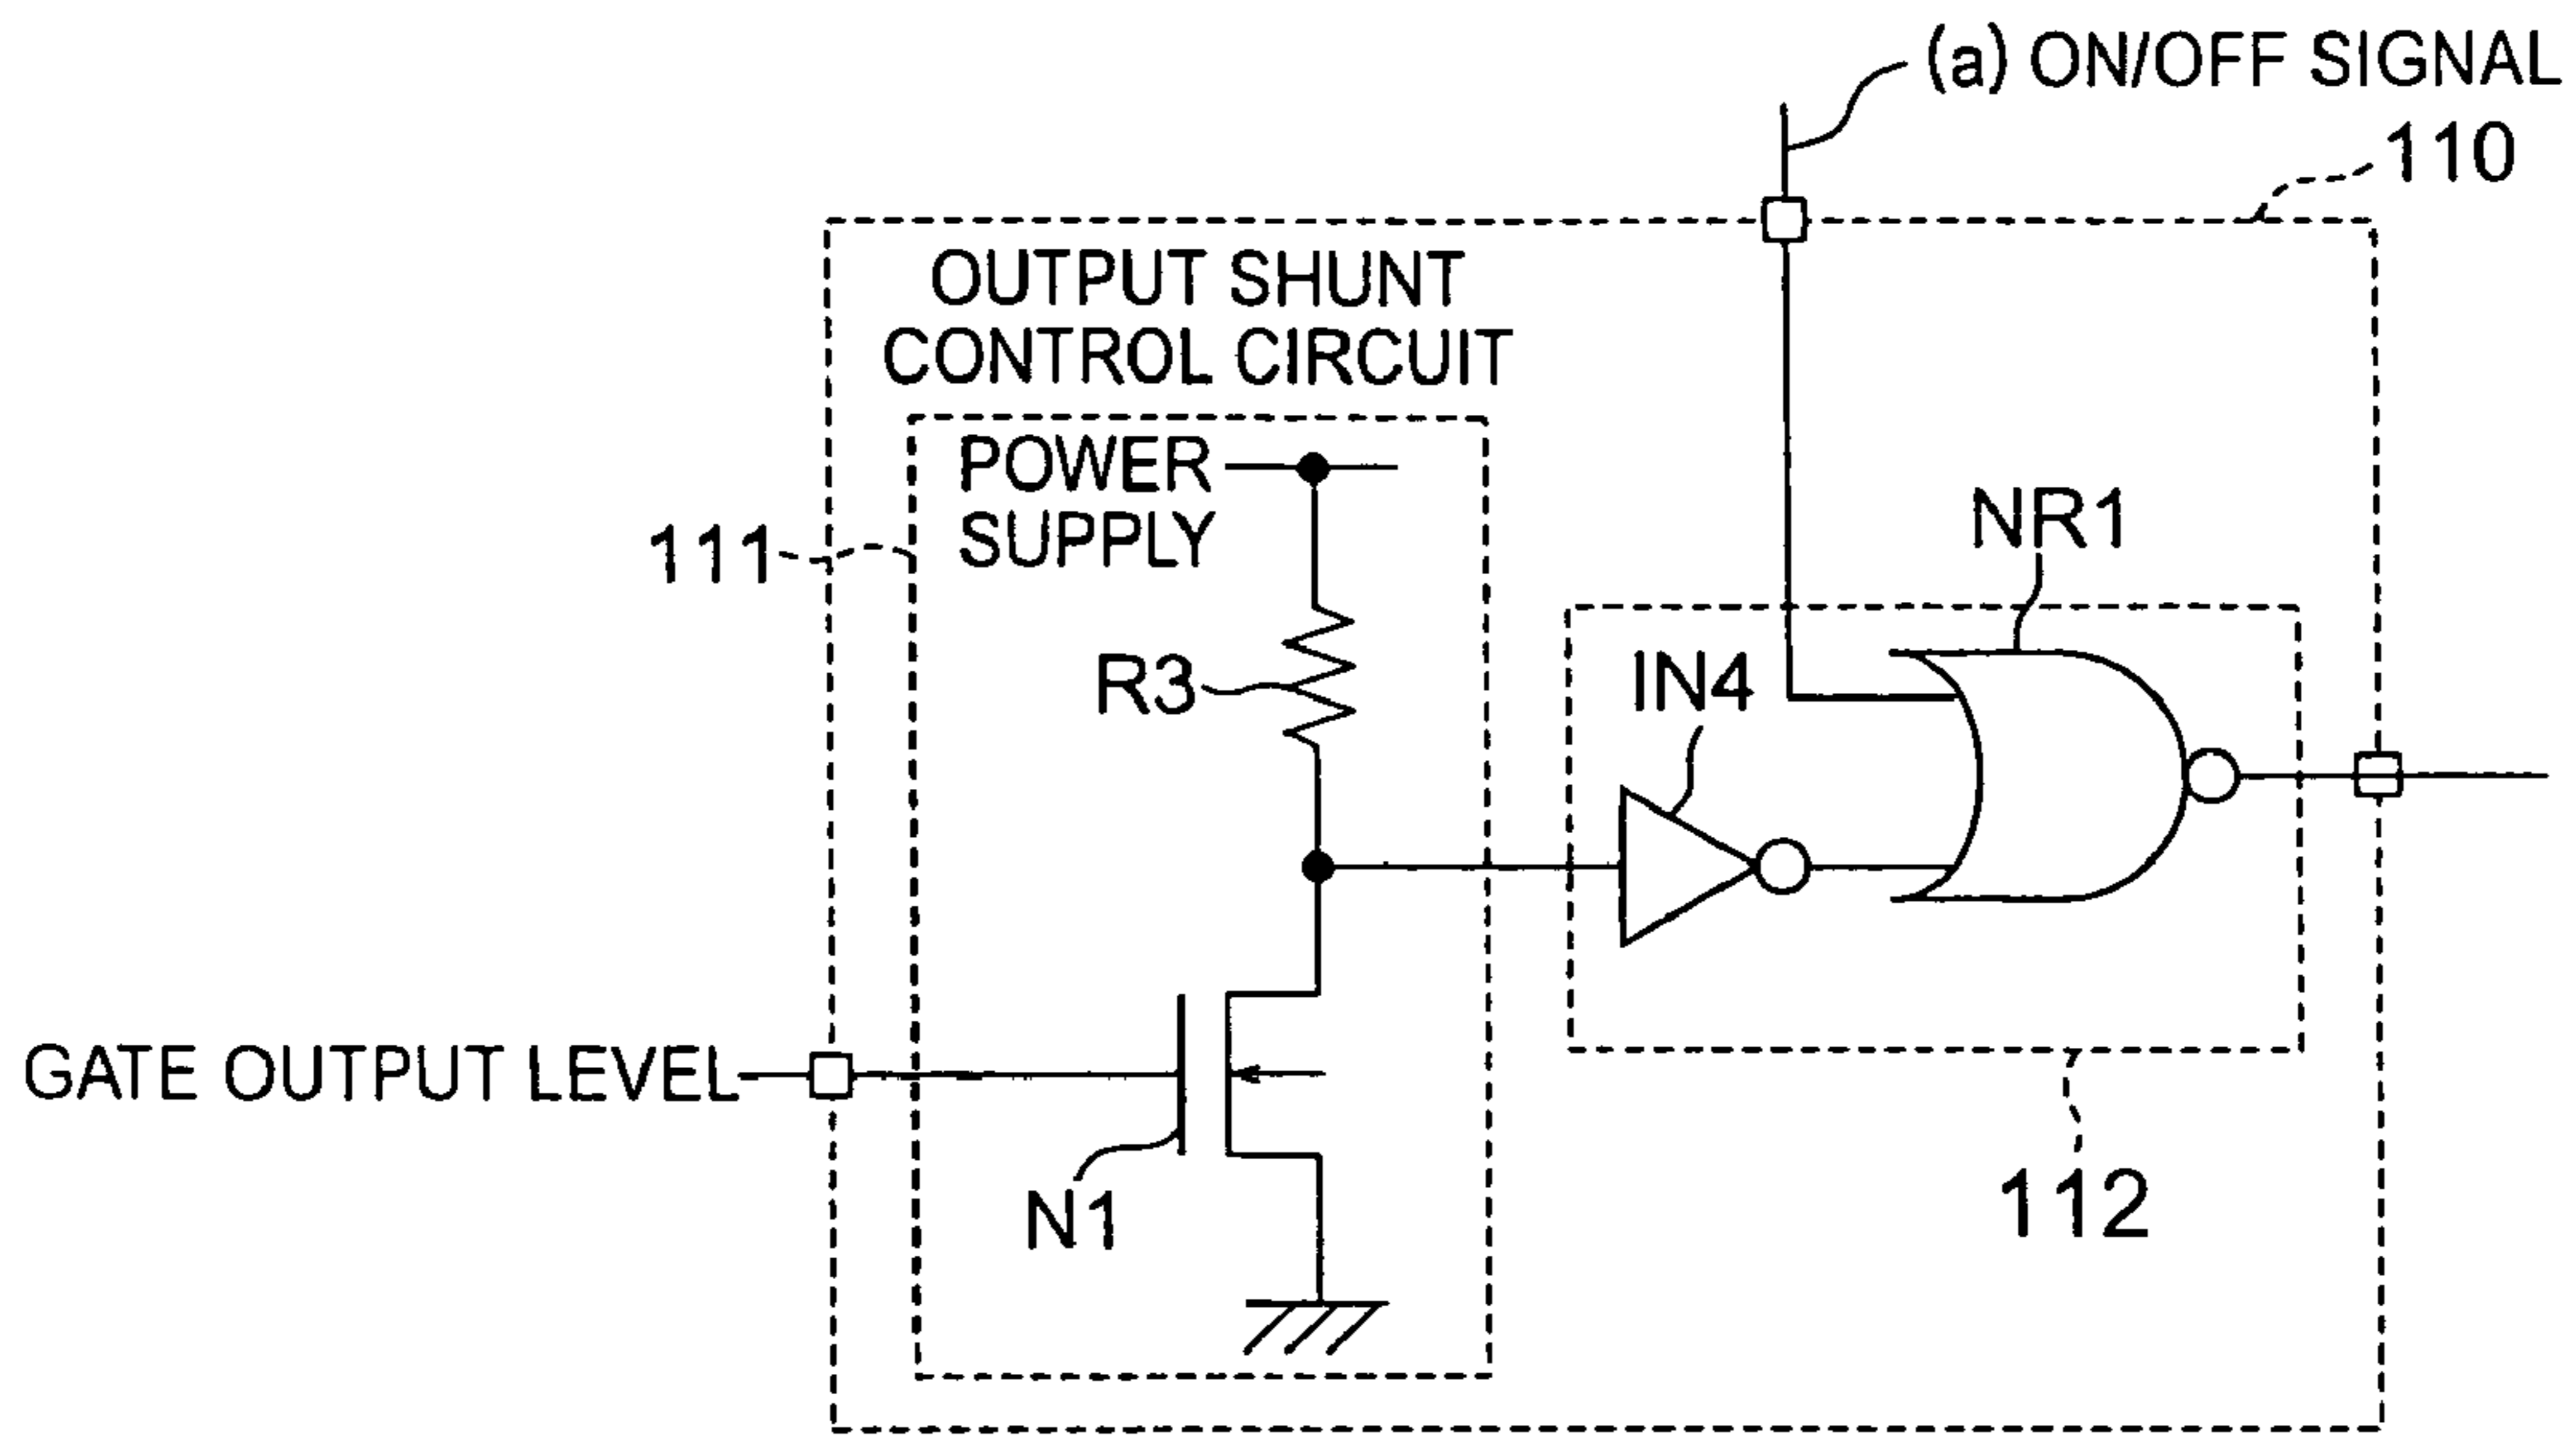 (a) ON/OFF SIGNAL
110
OUTPUT SHUNT
CONTROL CIRCUIT
POWER
SUPPLY
111
NR1
R3
IN4
GATE OUTPUT LEVEL
N1
112